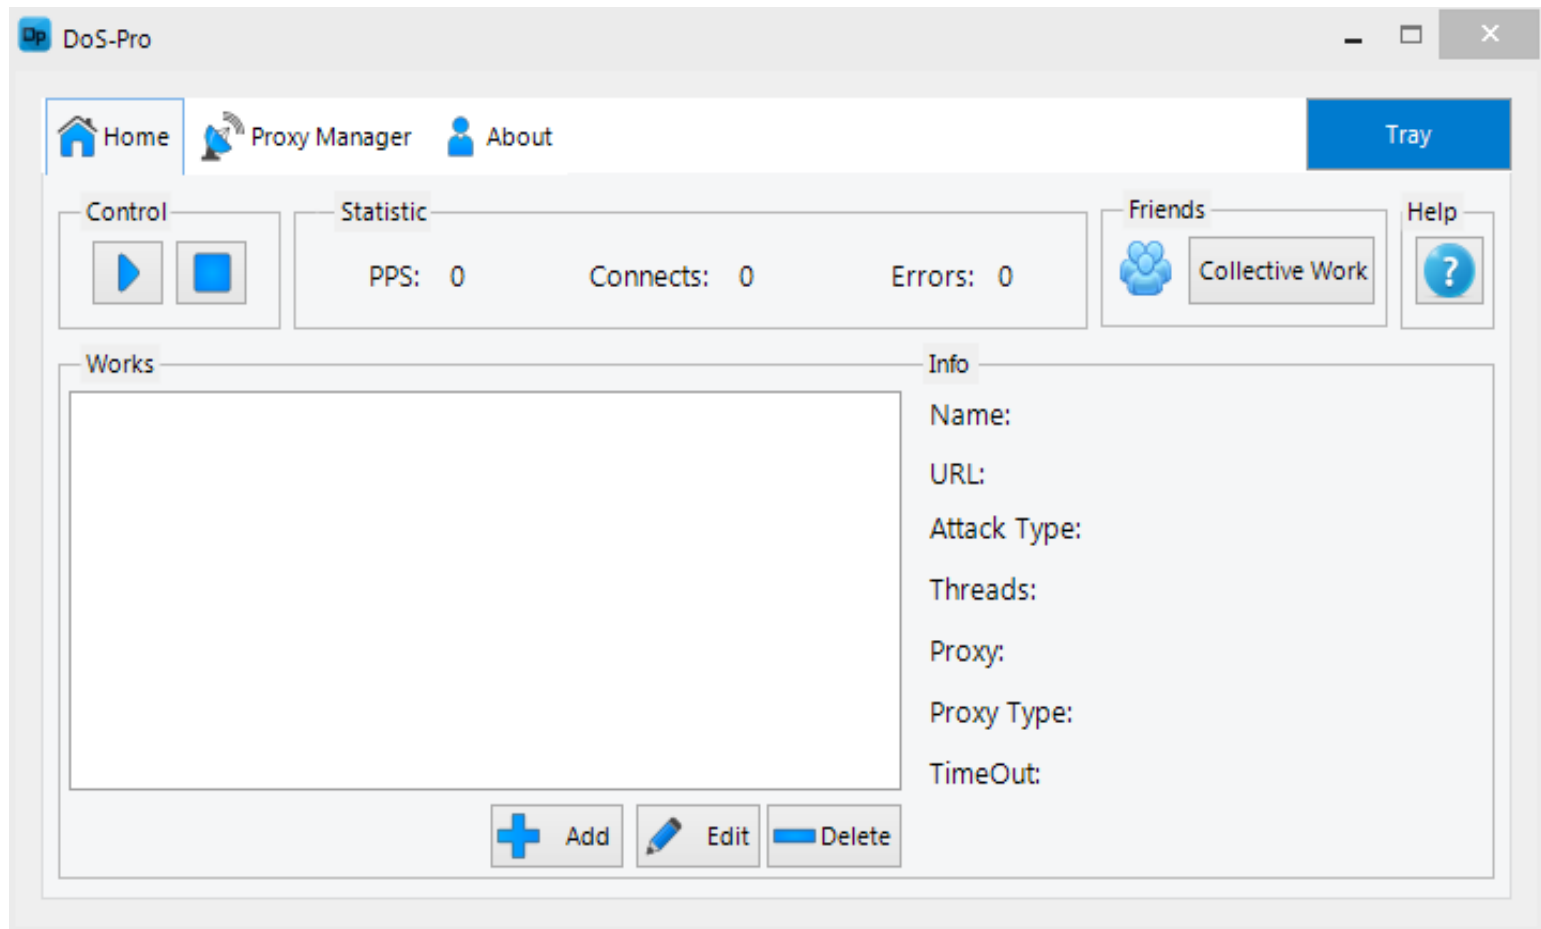 Dp DoS-Pro
Home Proxy Manager About Tray
Control Statistic Friends Help
PPS: 0 Connects: 0 Errors: 0 Collective Work ?
Works Info
Name:
URL:
Attack Type:
Threads:
Proxy:
Proxy Type:
TimeOut:
Add Edit Delete